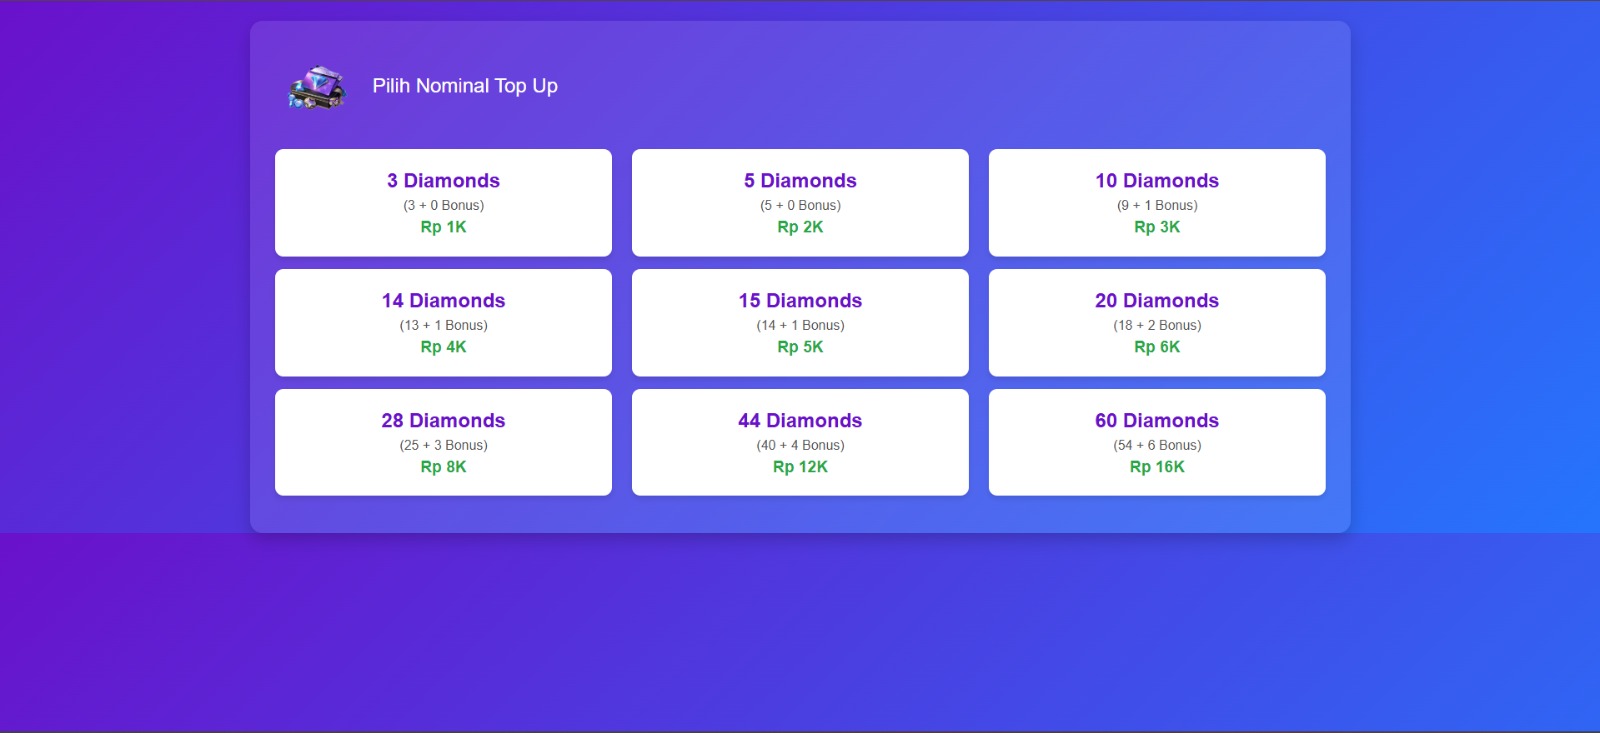 Pilih Nominal Top Up
3 Diamonds
(3 + 0 Bonus)
Rp 1K
5 Diamonds
(5 + 0 Bonus)
Rp 2K
10 Diamonds
(9 + 1 Bonus)
Rp 3K
14 Diamonds
(13 + 1 Bonus)
Rp 4K
15 Diamonds
(14 + 1 Bonus)
Rp 5K
20 Diamonds
(18 + 2 Bonus)
Rp 6K
28 Diamonds
(25 + 3 Bonus)
Rp 8K
44 Diamonds
(40 + 4 Bonus)
Rp 12K
60 Diamonds
(54 + 6 Bonus)
Rp 16K